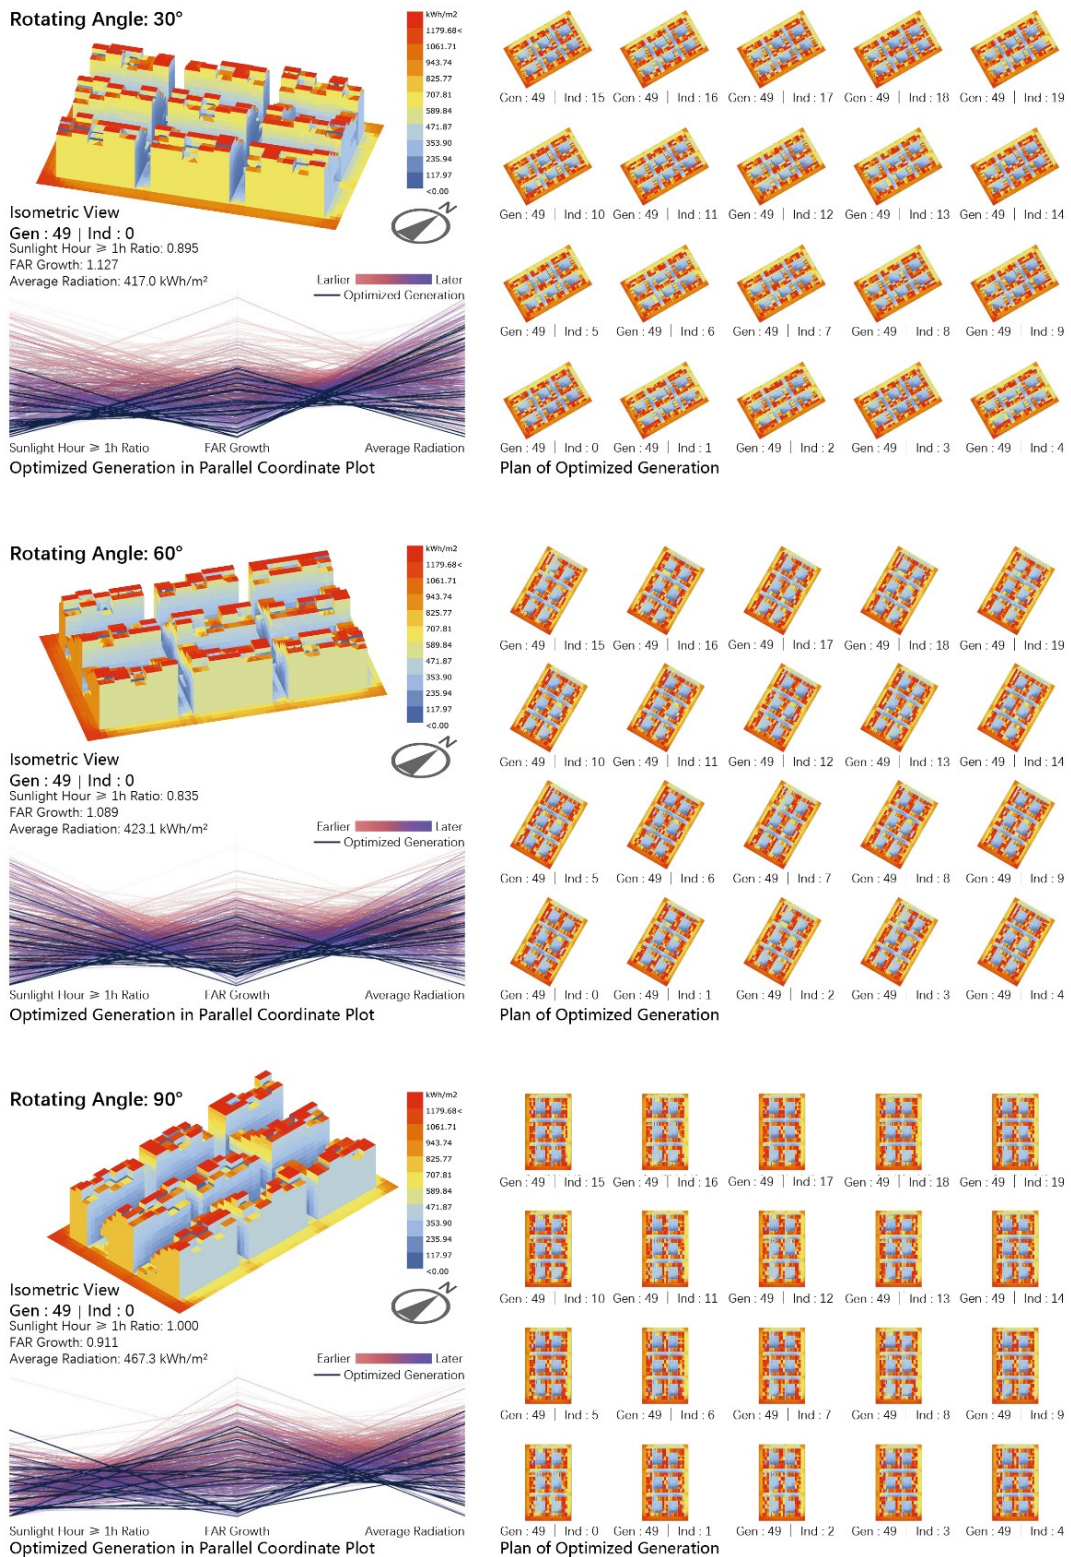 Rotating Angle: 30°
kWh/m2
1179.68<
1061.71
943.74
825.77
707.81
589.84
471.87
353.90
235.94
117.97
<0.00
N
Isometric View
Gen : 49 | Ind : 0
Sunlight Hour ≥ 1h Ratio: 0.895
FAR Growth: 1.127
Average Radiation: 417.0 kWh/m²
Earlier Later
Optimized Generation
Sunlight Hour ≥ 1h Ratio FAR Growth Average Radiation
Optimized Generation in Parallel Coordinate Plot
Gen : 49 | Ind : 15 Gen : 49 | Ind : 16 Gen : 49 | Ind : 17 Gen : 49 | Ind : 18 Gen : 49 | Ind : 19
Gen : 49 | Ind : 10 Gen : 49 | Ind : 11 Gen : 49 | Ind : 12 Gen : 49 | Ind : 13 Gen : 49 | Ind : 14
Gen : 49 | Ind : 5 Gen : 49 | Ind : 6 Gen : 49 | Ind : 7 Gen : 49 | Ind : 8 Gen : 49 | Ind : 9
Gen : 49 | Ind : 0 Gen : 49 | Ind : 1 Gen : 49 | Ind : 2 Gen : 49 | Ind : 3 Gen : 49 | Ind : 4
Plan of Optimized Generation
Rotating Angle: 60°
kWh/m2
1179.68<
1061.71
943.74
825.77
707.81
589.84
471.87
353.90
235.94
117.97
<0.00
N
Isometric View
Gen : 49 | Ind : 0
Sunlight Hour ≥ 1h Ratio: 0.835
FAR Growth: 1.089
Average Radiation: 423.1 kWh/m²
Earlier Later
Optimized Generation
Sunlight Hour ≥ 1h Ratio FAR Growth Average Radiation
Optimized Generation in Parallel Coordinate Plot
Gen : 49 | Ind : 15 Gen : 49 | Ind : 16 Gen : 49 | Ind : 17 Gen : 49 | Ind : 18 Gen : 49 | Ind : 19
Gen : 49 | Ind : 10 Gen : 49 | Ind : 11 Gen : 49 | Ind : 12 Gen : 49 | Ind : 13 Gen : 49 | Ind : 14
Gen : 49 | Ind : 5 Gen : 49 | Ind : 6 Gen : 49 | Ind : 7 Gen : 49 | Ind : 8 Gen : 49 | Ind : 9
Gen : 49 | Ind : 0 Gen : 49 | Ind : 1 Gen : 49 | Ind : 2 Gen : 49 | Ind : 3 Gen : 49 | Ind : 4
Plan of Optimized Generation
Rotating Angle: 90°
kWh/m2
1179.68<
1061.71
943.74
825.77
707.81
589.84
471.87
353.90
235.94
117.97
<0.00
N
Isometric View
Gen : 49 | Ind : 0
Sunlight Hour ≥ 1h Ratio: 1.000
FAR Growth: 0.911
Average Radiation: 467.3 kWh/m²
Earlier Later
Optimized Generation
Sunlight Hour ≥ 1h Ratio FAR Growth Average Radiation
Optimized Generation in Parallel Coordinate Plot
Gen : 49 | Ind : 15 Gen : 49 | Ind : 16 Gen : 49 | Ind : 17 Gen : 49 | Ind : 18 Gen : 49 | Ind : 19
Gen : 49 | Ind : 10 Gen : 49 | Ind : 11 Gen : 49 | Ind : 12 Gen : 49 | Ind : 13 Gen : 49 | Ind : 14
Gen : 49 | Ind : 5 Gen : 49 | Ind : 6 Gen : 49 | Ind : 7 Gen : 49 | Ind : 8 Gen : 49 | Ind : 9
Gen : 49 | Ind : 0 Gen : 49 | Ind : 1 Gen : 49 | Ind : 2 Gen : 49 | Ind : 3 Gen : 49 | Ind : 4
Plan of Optimized Generation